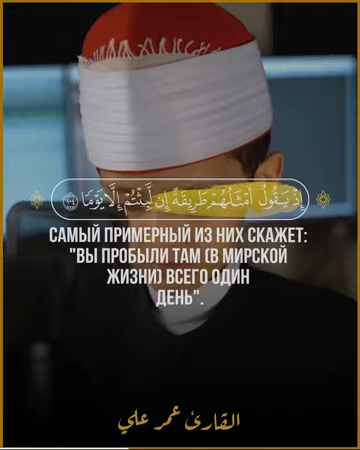 إِذْ يَقُولُ أَمْثَلُهُمْ طَرِيقَةً إِن لَّبِثْتُمْ إِلَّا يَوْمًا ١٠٤
САМЫЙ ПРИМЕРНЫЙ ИЗ НИХ СКАЖЕТ:
"ВЫ ПРОБЫЛИ ТАМ (В МИРСКОЙ
ЖИЗНИ) ВСЕГО ОДИН
ДЕНЬ".
القارئ عمر علي